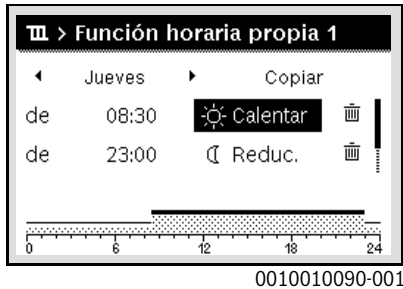 > Función horaria propia 1
Jueves Copiar
de 08:30 Calentar
de 23:00 Reduc.
0 6 12 18 24
0010010090-001